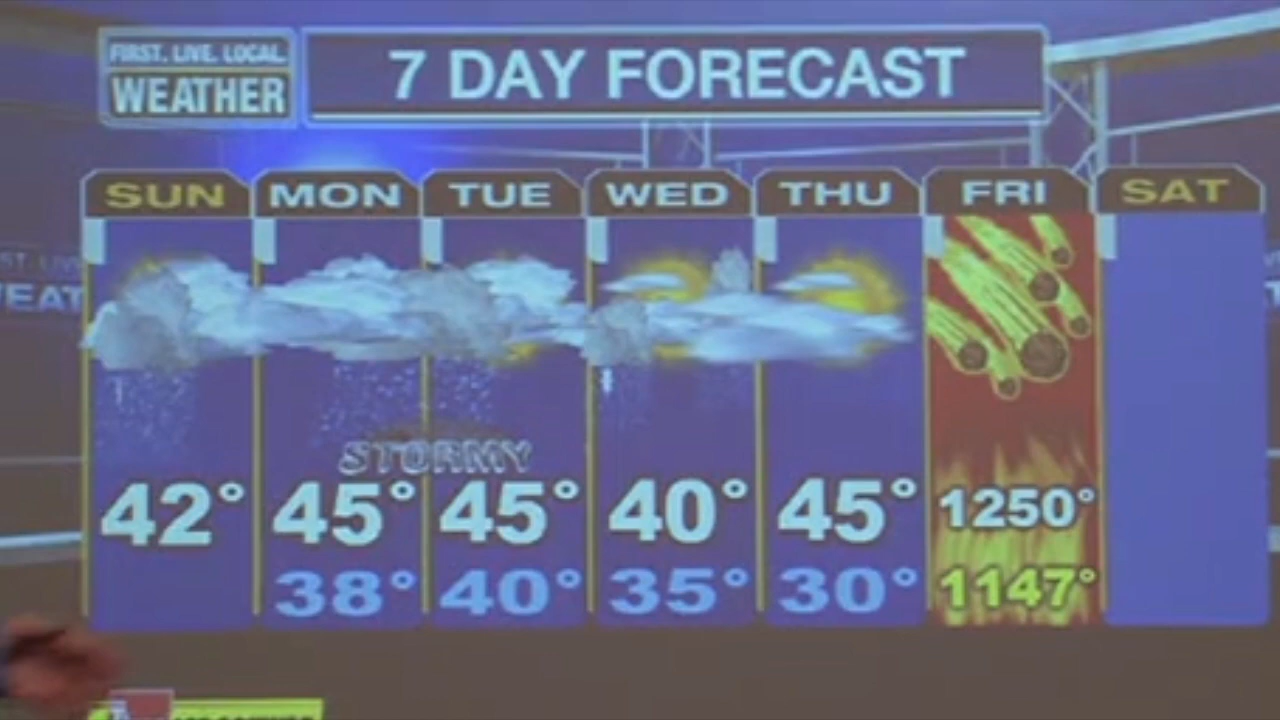 FIRST. LIVE. LOCAL.
WEATHER
7 DAY FORECAST
SUN MON TUE WED THU FRI SAT
STORMY
42° 45° 45° 40° 45° 1250°
38° 40° 35° 30° 1147°